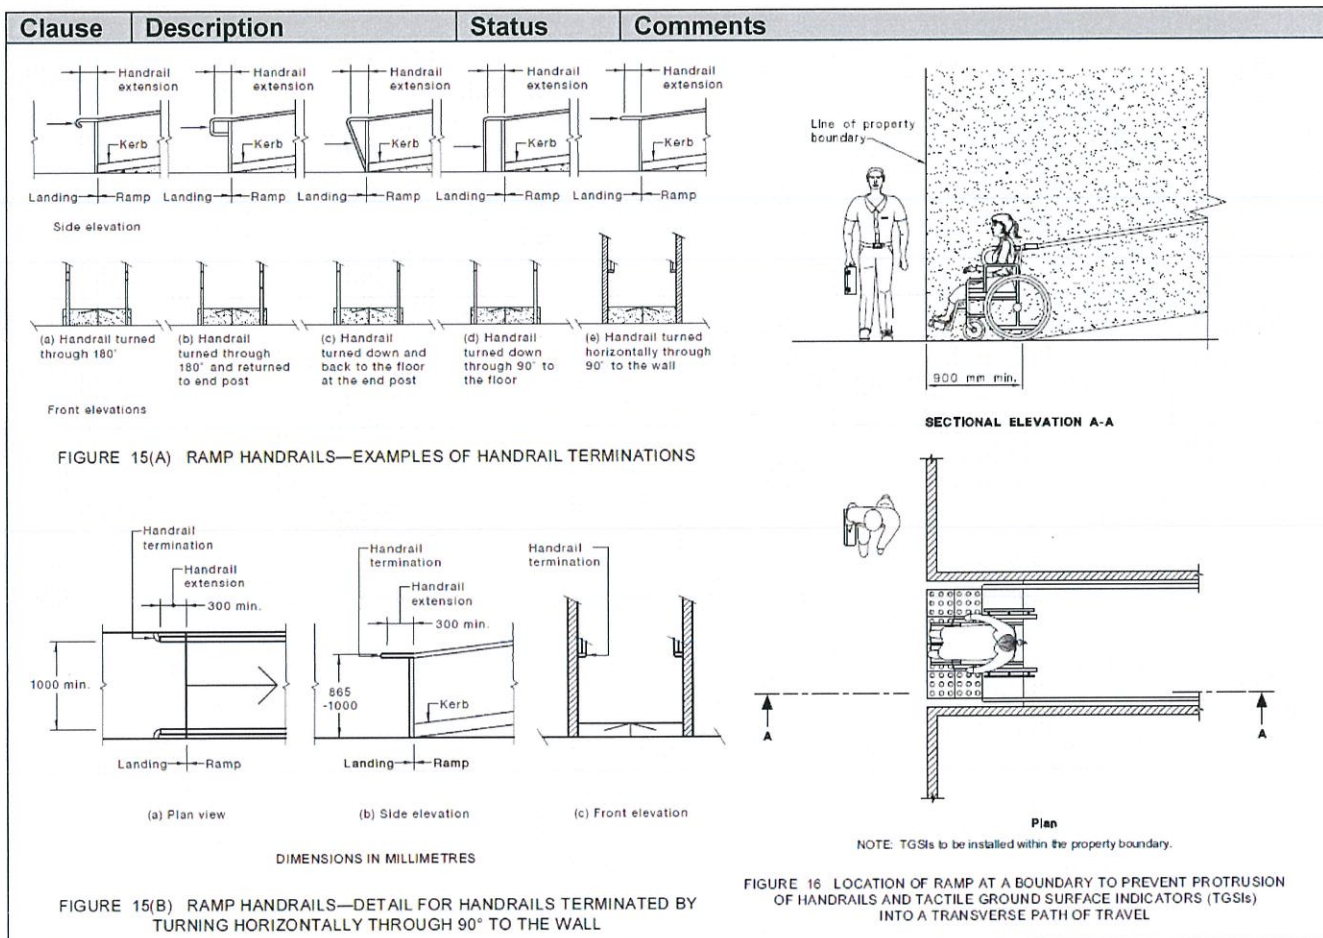 Clause Description Status Comments
Handrail
extension
Handrail
extension
Handrail
extension
Handrail
extension
Handrail
extension
Kerb
Kerb
Kerb
Kerb
Kerb
Landing Ramp
Landing Ramp
Landing Ramp
Landing Ramp
Landing Ramp
Side elevation
(a) Handrail turned
through 180°
(b) Handrail
turned through
180° and returned
to end post
(c) Handrail
turned down and
back to the floor
at the end post
(d) Handrail
turned down
through 90° to
the floor
(e) Handrail turned
horizontally through
90° to the wall
Front elevations
FIGURE 15(A) RAMP HANDRAILS—EXAMPLES OF HANDRAIL TERMINATIONS
Handrail
termination
Handrail
extension
300 min.
1000 min.
Landing Ramp
(a) Plan view
Handrail
termination
Handrail
extension
300 min.
865
-1000
Kerb
Landing Ramp
(b) Side elevation
Handrail
termination
(c) Front elevation
DIMENSIONS IN MILLIMETRES
FIGURE 15(B) RAMP HANDRAILS—DETAIL FOR HANDRAILS TERMINATED BY
TURNING HORIZONTALLY THROUGH 90° TO THE WALL
Line of property
boundary
900 mm min.
SECTIONAL ELEVATION A-A
A
A
Plan
NOTE: TGSIs to be installed within the property boundary.
FIGURE 16 LOCATION OF RAMP AT A BOUNDARY TO PREVENT PROTRUSION
OF HANDRAILS AND TACTILE GROUND SURFACE INDICATORS (TGSIs)
INTO A TRANSVERSE PATH OF TRAVEL